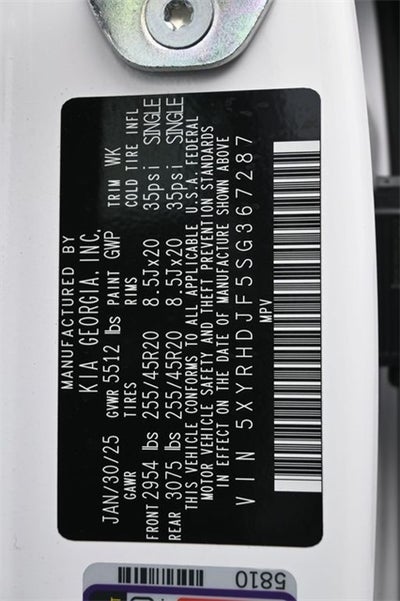 MANUFACTURED BY
KIA GEORGIA, INC.
JAN/30/25 GVWR 5512 lbs PAINT GWP TRIM WK
GAWR TIRES RIMS COLD TIRE INFL
FRONT 2954 lbs 255/45R20 8.5Jx20 35psi SINGLE
REAR 3075 lbs 255/45R20 8.5Jx20 35psi SINGLE
THIS VEHICLE CONFORMS TO ALL APPLICABLE U.S.A. FEDERAL
MOTOR VEHICLE SAFETY AND THEFT PREVENTION STANDARDS
IN EFFECT ON THE DATE OF MANUFACTURE SHOWN ABOVE
VIN 5XYRHDJF5SG367287
MPV
5810